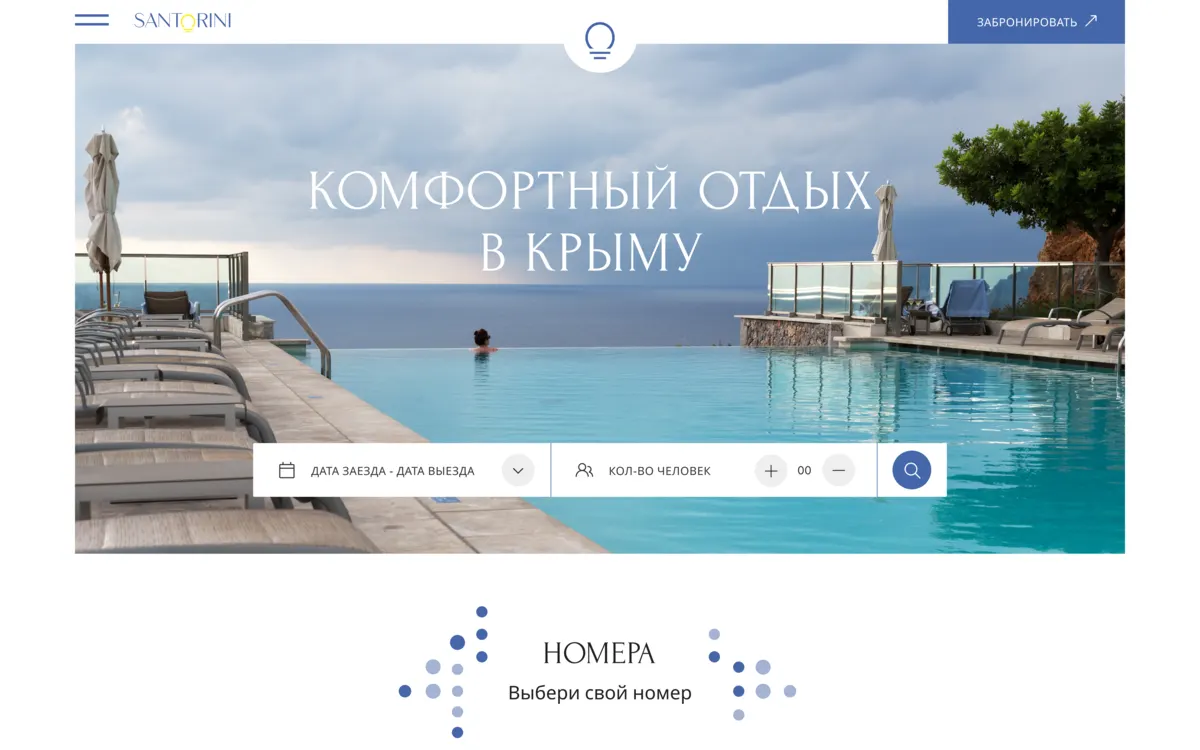 SANTORINI
ЗАБРОНИРОВАТЬ
КОМФОРТНЫЙ ОТДЫХ
В КРЫМУ
ДАТА ЗАЕЗДА - ДАТА ВЫЕЗДА
КОЛ-ВО ЧЕЛОВЕК
00
НОМЕРА
Выбери свой номер